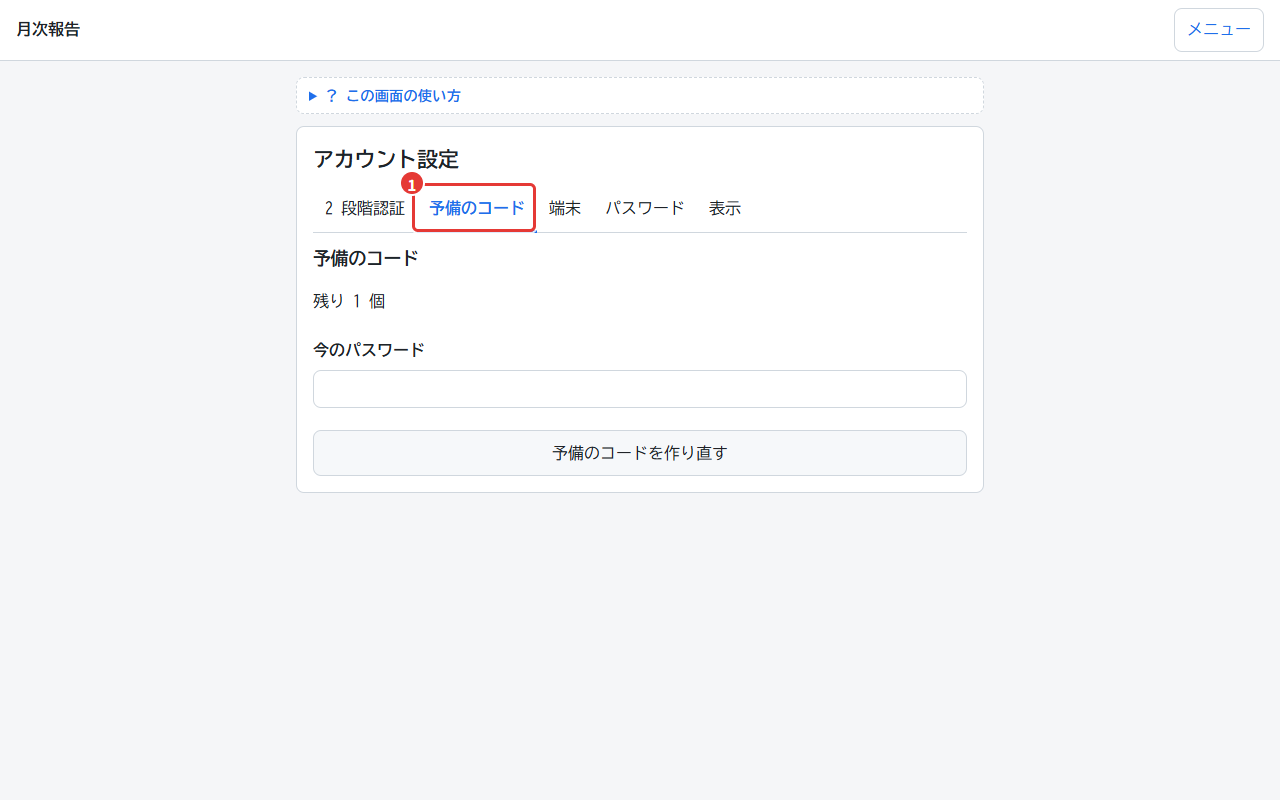 月次報告
メニュー
▶ ? この画面の使い方
アカウント設定
1
2 段階認証 予備のコード 端末 パスワード 表示
予備のコード
残り 1 個
今のパスワード
予備のコードを作り直す